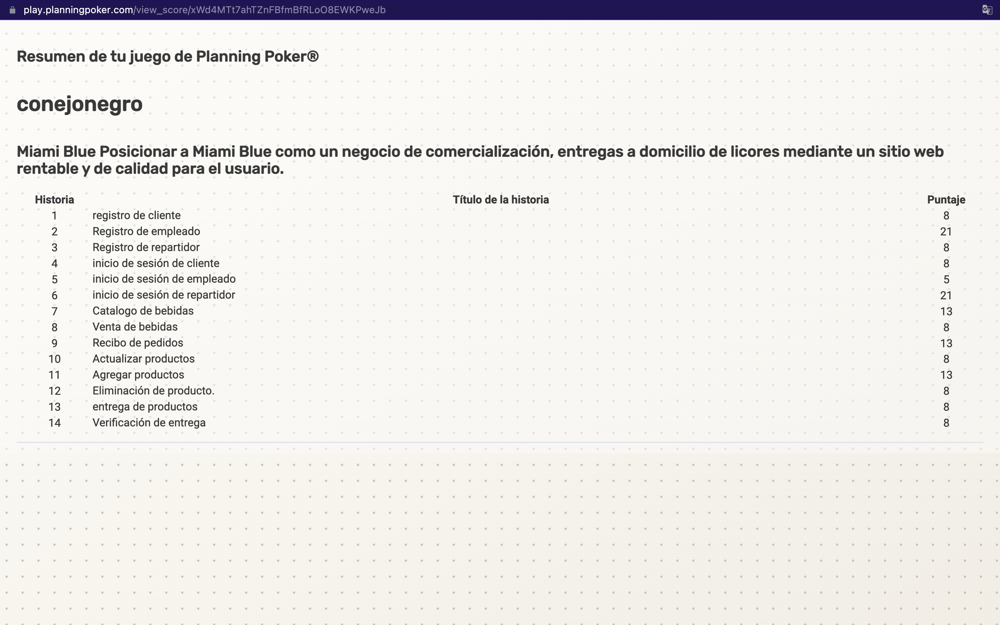 play.planningpoker.com/view_score/xWd4MTt7ahTZnFBfmBfRLoO8EWKPweJb
Resumen de tu juego de Planning Poker®
conejonegro
Miami Blue Posicionar a Miami Blue como un negocio de comercialización, entregas a domicilio de licores mediante un sitio web
rentable y de calidad para el usuario.
Historia Título de la historia Puntaje
1 registro de cliente 8
2 Registro de empleado 21
3 Registro de repartidor 8
4 inicio de sesión de cliente 8
5 inicio de sesión de empleado 5
6 inicio de sesión de repartidor 21
7 Catalogo de bebidas 13
8 Venta de bebidas 8
9 Recibo de pedidos 13
10 Actualizar productos 8
11 Agregar productos 13
12 Eliminación de producto. 8
13 entrega de productos 8
14 Verificación de entrega 8